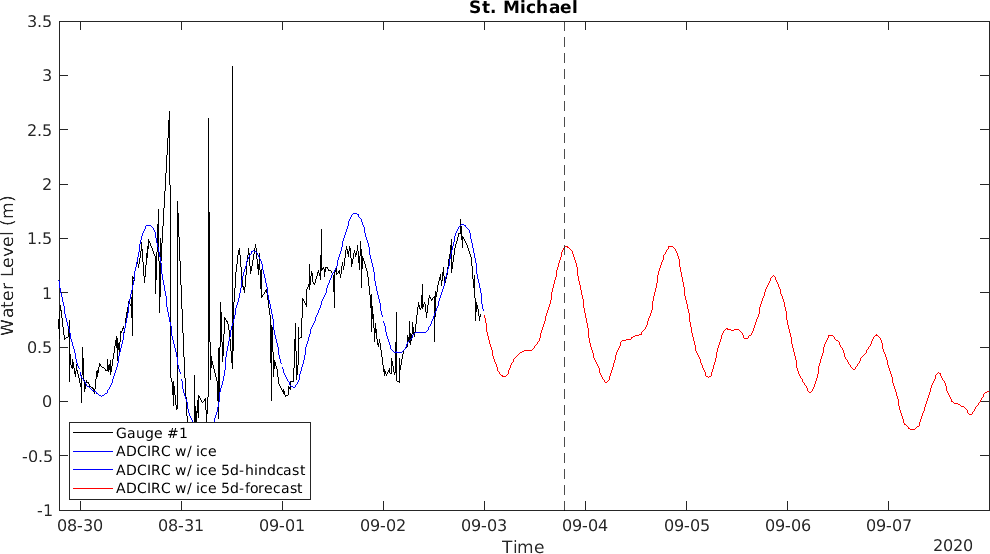 St. Michael
3.5
3
2.5
2
1.5
1
0.5
0
-0.5
-1
Water Level (m)
Gauge #1
ADCIRC w/ ice
ADCIRC w/ ice 5d-hindcast
ADCIRC w/ ice 5d-forecast
08-30 08-31 09-01 09-02 09-03 09-04 09-05 09-06 09-07
Time
2020